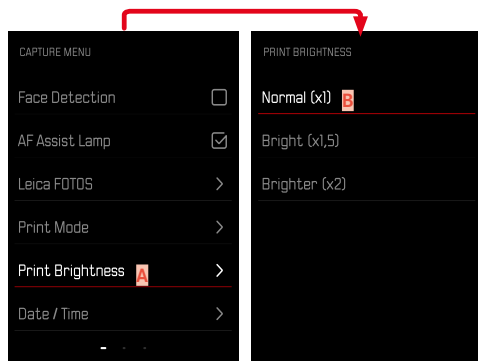 CAPTURE MENU
Face Detection
AF Assist Lamp
Leica FOTOS
Print Mode
Print Brightness A
Date / Time
PRINT BRIGHTNESS
Normal (x1) B
Bright (x1,5)
Brighter (x2)